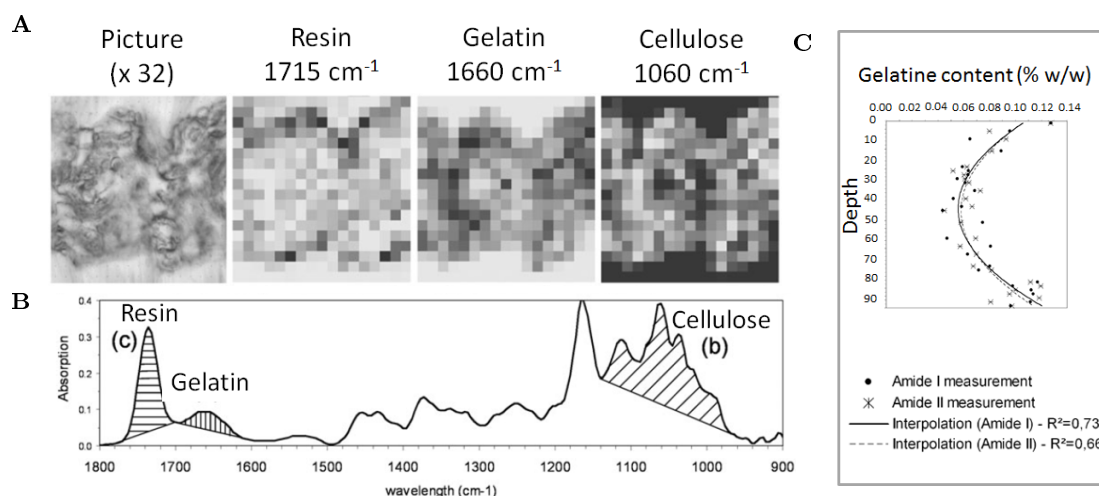 A
Picture
(x 32)
Resin
1715 cm-1
Gelatin
1660 cm-1
Cellulose
1060 cm-1
B
0.4
0.3
0.2
0.1
0.0
Absorption
Resin
(c)
Gelatin
Cellulose
(b)
1800 1700 1600 1500 1400 1300 1200 1100 1000 900
wavelength (cm-1)
C
Gelatine content (% w/w)
0.00 0.02 0.04 0.06 0.08 0.10 0.12 0.14
Depth
0
10
20
30
40
50
60
70
80
90
Amide I measurement
Amide II measurement
Interpolation (Amide I) - R²=0,73
Interpolation (Amide II) - R²=0,66